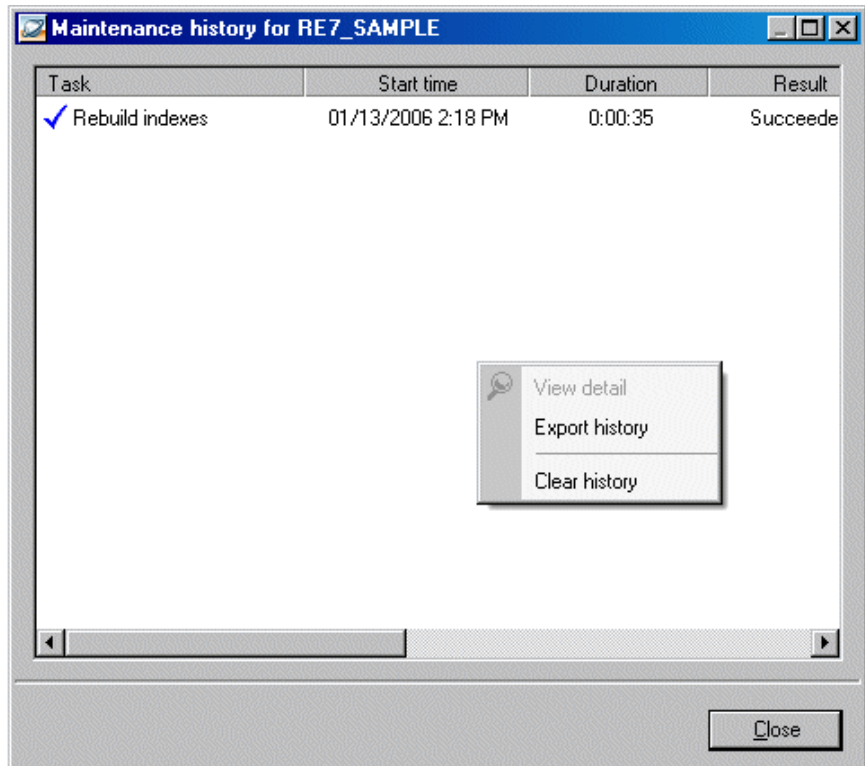 Maintenance history for RE7_SAMPLE
Task Start time Duration Result
Rebuild indexes 01/13/2006 2:18 PM 0:00:35 Succeede
View detail
Export history
Clear history
Close